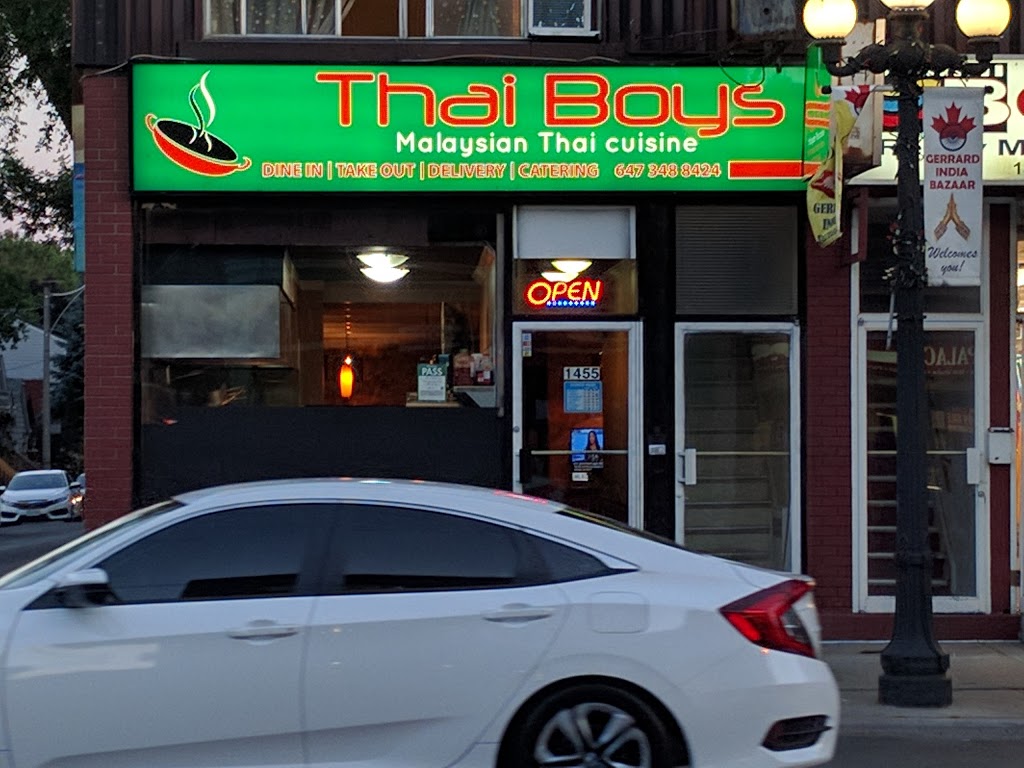 Thai Boys
Malaysian Thai cuisine
DINE IN | TAKE OUT | DELIVERY | CATERING 647 348 8424
OPEN
1455
PASS
GERRARD
INDIA
BAZAAR
Welcomes
you!